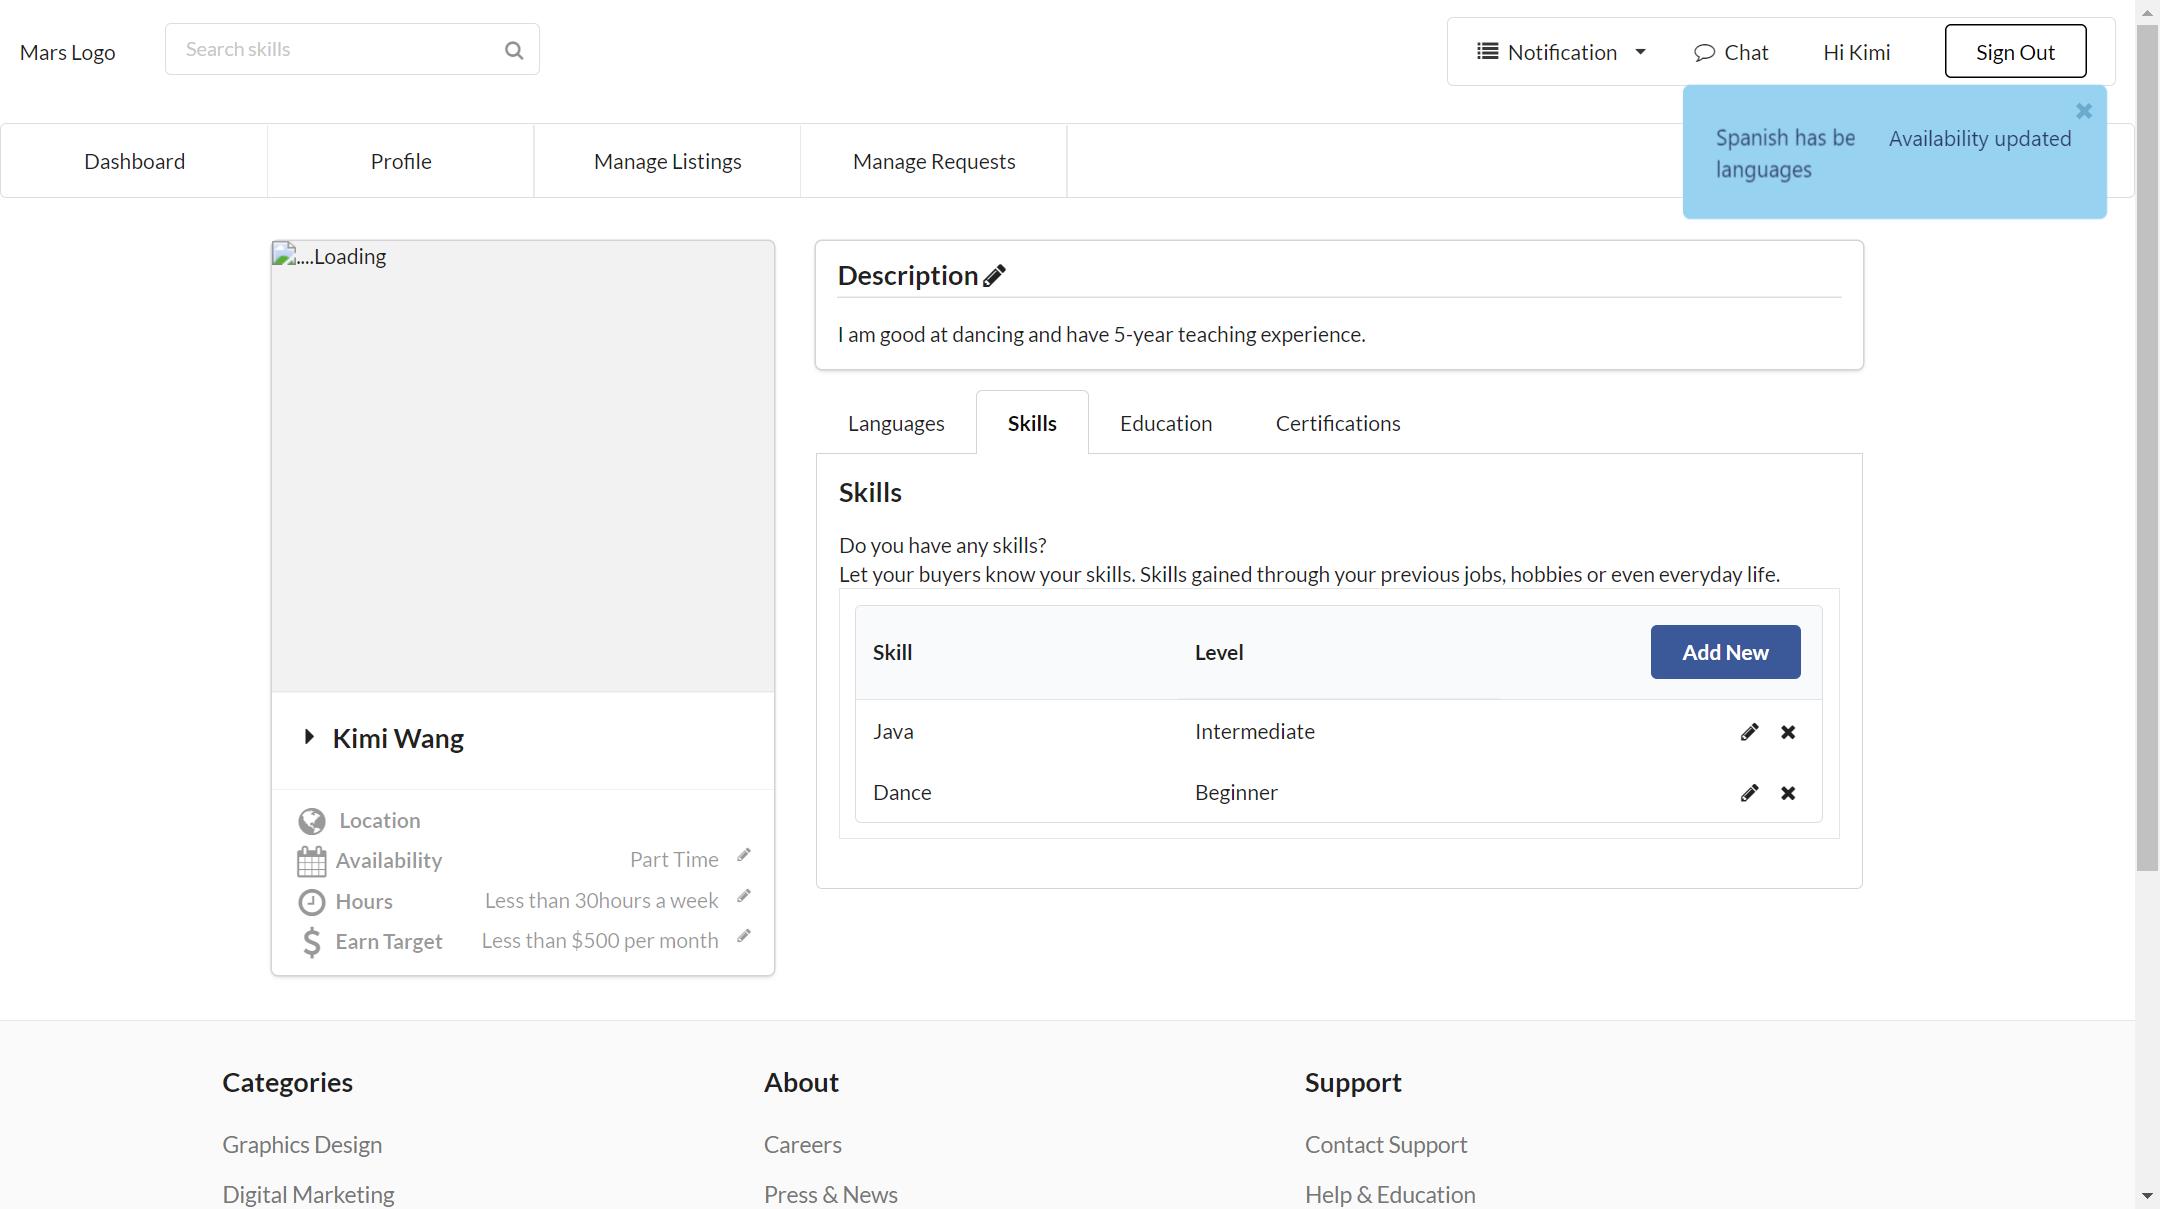 Mars Logo
Search skills
Notification
Chat
Hi Kimi
Sign Out
Dashboard
Profile
Manage Listings
Manage Requests
Spanish has be
languages
Availability updated
....Loading
Description
I am good at dancing and have 5-year teaching experience.
Languages
Skills
Education
Certifications
Skills
Do you have any skills?
Let your buyers know your skills. Skills gained through your previous jobs, hobbies or even everyday life.
Skill
Level
Add New
Java
Intermediate
Dance
Beginner
Kimi Wang
Location
Availability
Part Time
Hours
Less than 30hours a week
Earn Target
Less than $500 per month
Categories
Graphics Design
Digital Marketing
About
Careers
Press & News
Support
Contact Support
Help & Education